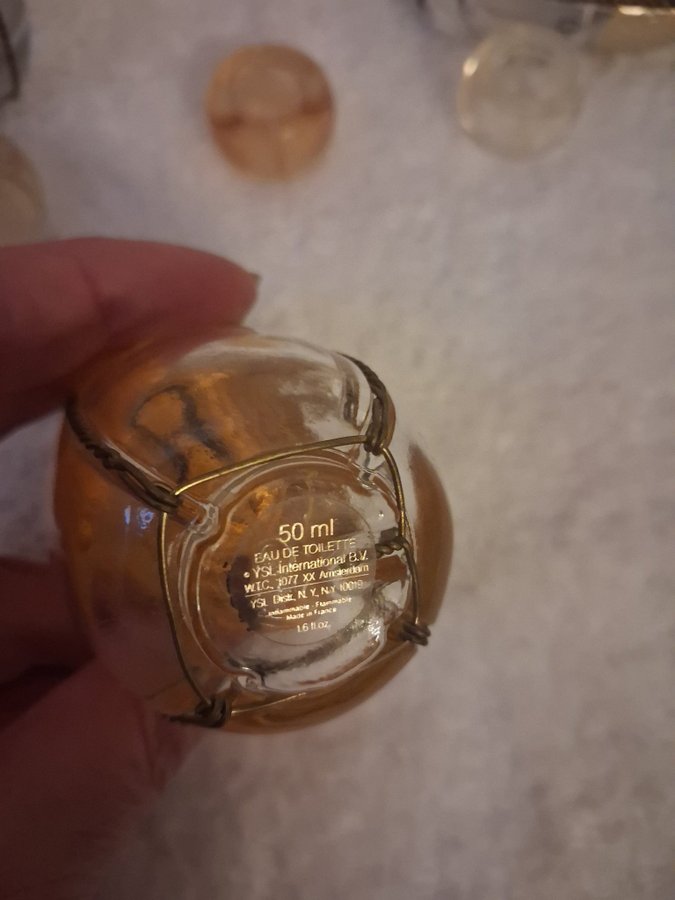 50 ml
EAU DE TOILETTE
© YSL International B.V.
W.T.C. 1077 XX Amsterdam
YSL Distr. N. Y., N.Y. 10019
Inflammable - Flammable
Made in France
1.6 fl.oz.